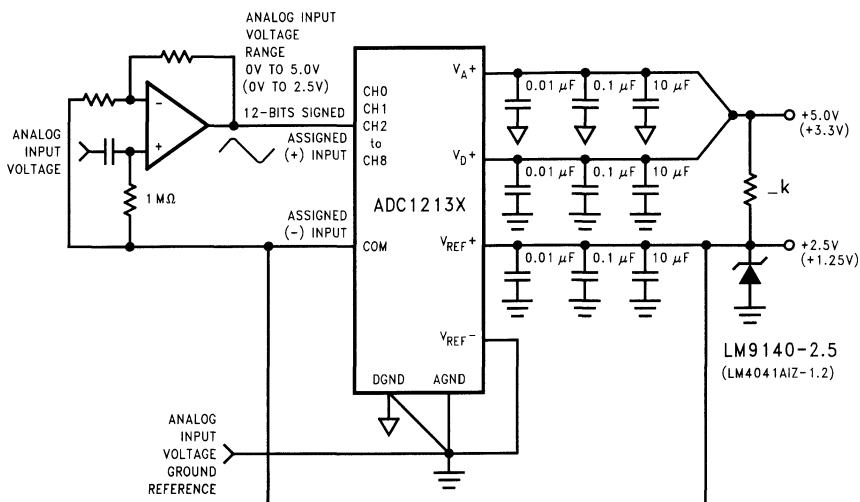 ANALOG INPUT
VOLTAGE
RANGE
0V TO 5.0V
(0V TO 2.5V)
12-BITS SIGNED
ASSIGNED
(+) INPUT
ANALOG
INPUT
VOLTAGE
-
+
1 MΩ
ASSIGNED
(-) INPUT
CH0
CH1
CH2
to
CH8
ADC1213X
COM
VA+
VD+
VREF+
VREF-
DGND
AGND
0.01 μF
0.1 μF
10 μF
0.01 μF
0.1 μF
10 μF
0.01 μF
0.1 μF
10 μF
+5.0V
(+3.3V)
_k
+2.5V
(+1.25V)
LM9140-2.5
(LM4041AIZ-1.2)
ANALOG
INPUT
VOLTAGE
GROUND
REFERENCE